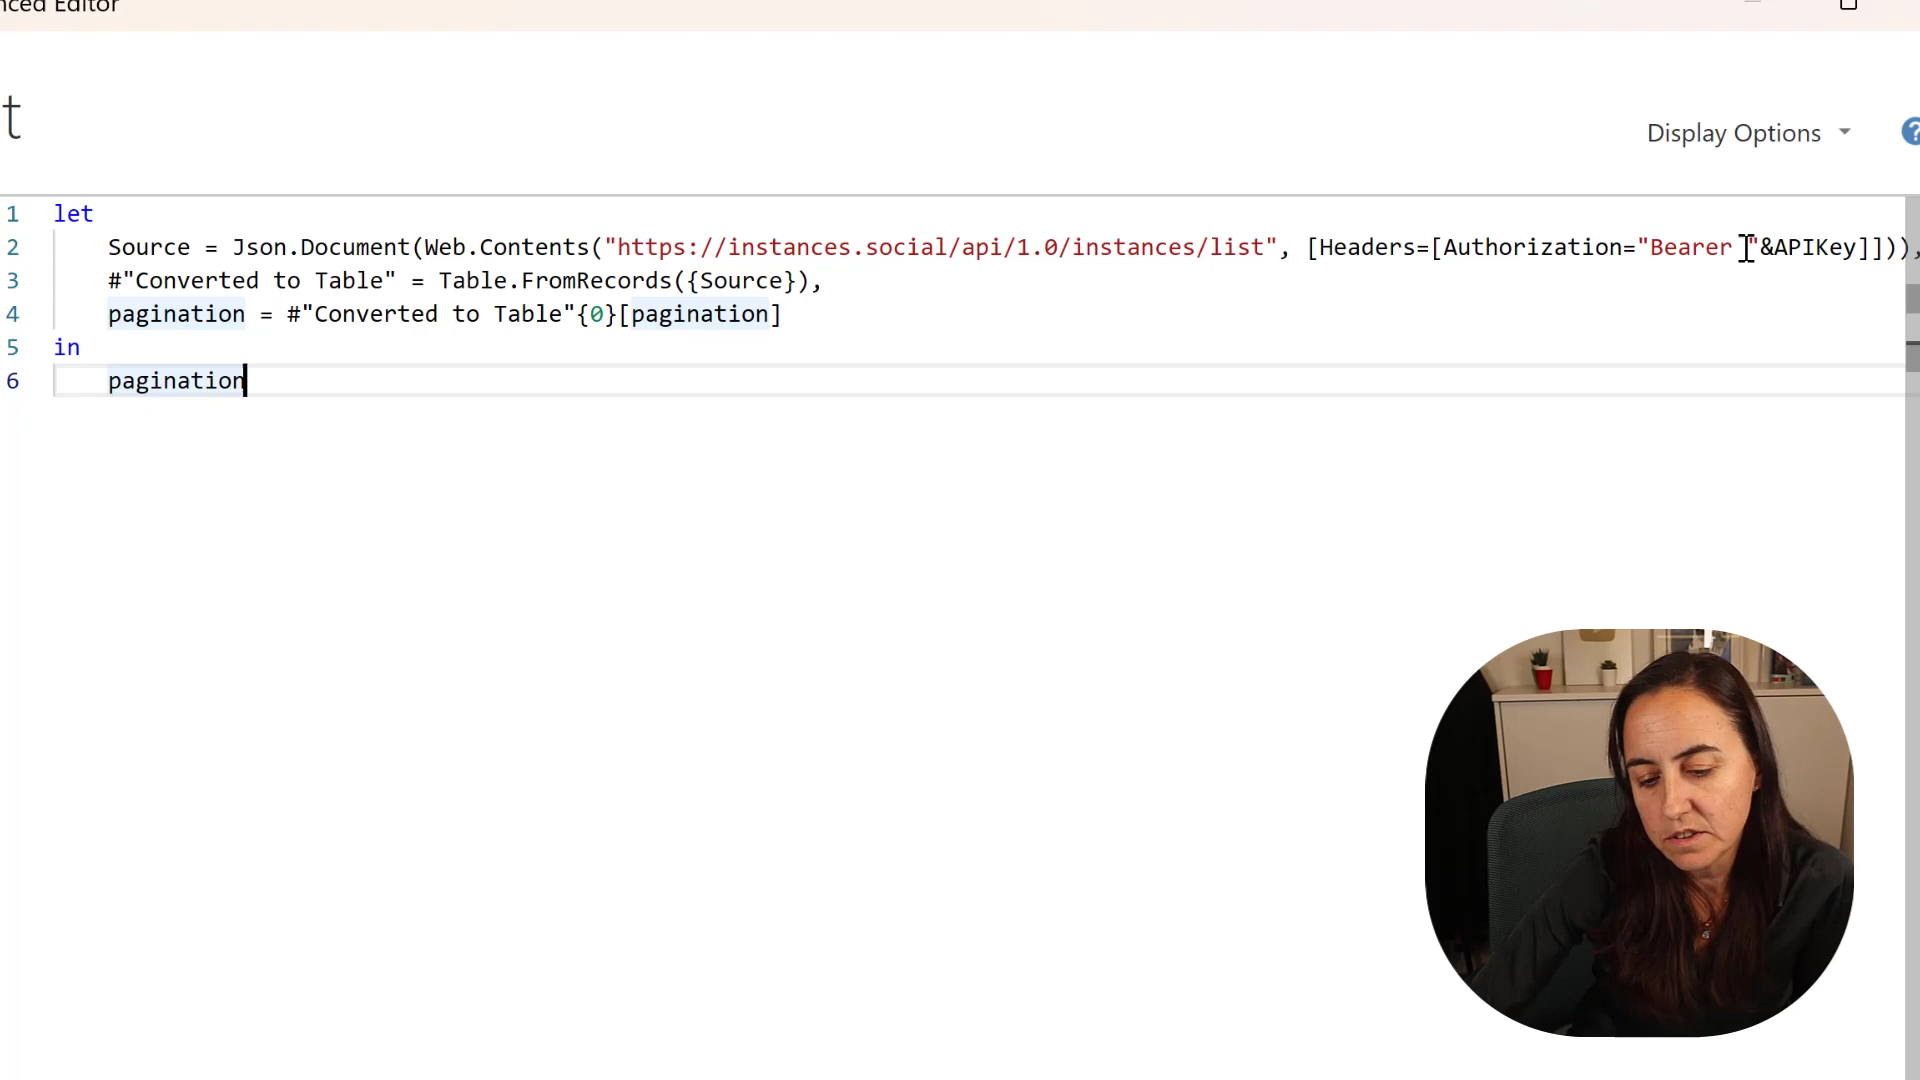 nced Editor
t
Display Options
?
1 let
2 Source = Json.Document(Web.Contents("https://instances.social/api/1.0/instances/list", [Headers=[Authorization="Bearer "&APIKey]])),
3 #"Converted to Table" = Table.FromRecords({Source}),
4 pagination = #"Converted to Table"{0}[pagination]
5 in
6 pagination